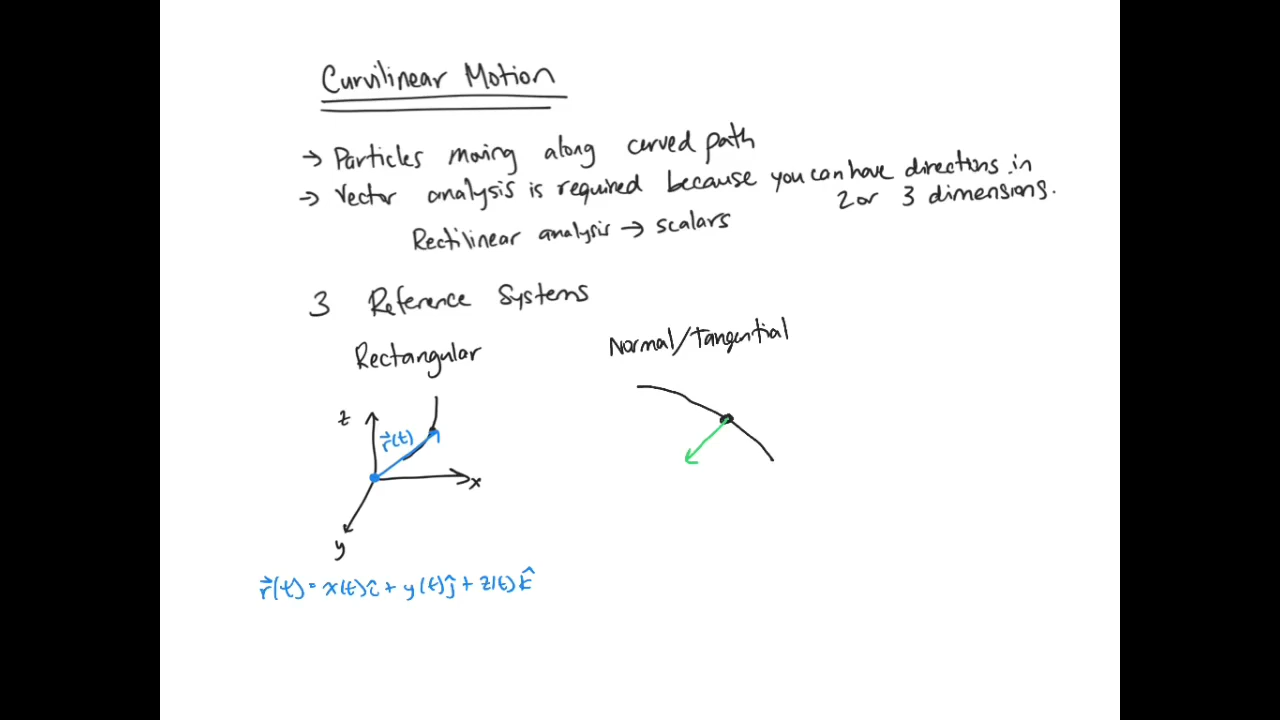 Curvilinear Motion
→ Particles moving along curved path
→ Vector analysis is required because you can have directions in
2 or 3 dimensions.
Rectilinear analysis → scalars
3 Reference Systems
Rectangular
Normal/Tangential
z
r⃗(t)
x
y
r⃗(t) = x(t)î + y(t)ĵ + z(t)k̂